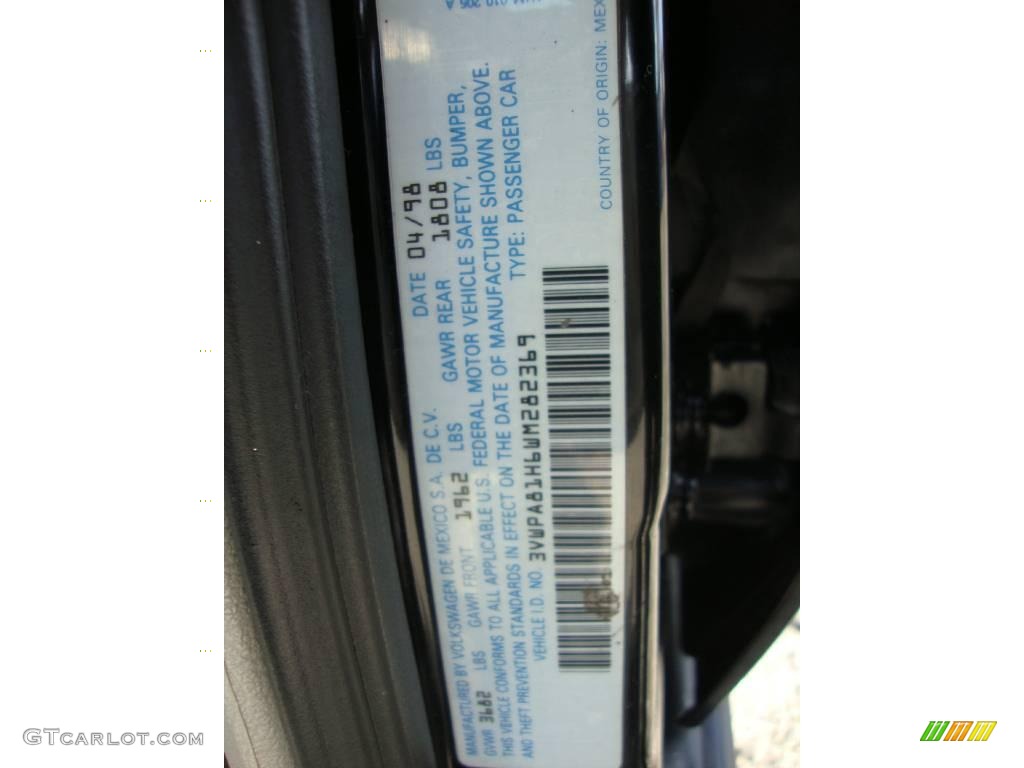 MANUFACTURED BY VOLKSWAGEN DE MEXICO S.A. DE C.V. DATE 04/98
GVWR 3682 LBS GAWR FRONT 1962 LBS GAWR REAR 1808 LBS
THIS VEHICLE CONFORMS TO ALL APPLICABLE U.S. FEDERAL MOTOR VEHICLE SAFETY, BUMPER,
AND THEFT PREVENTION STANDARDS IN EFFECT ON THE DATE OF MANUFACTURE SHOWN ABOVE.
VEHICLE I.D. NO. 3VWPA81H6WM282369 TYPE: PASSENGER CAR
COUNTRY OF ORIGIN: MEX
GTCarLot.com